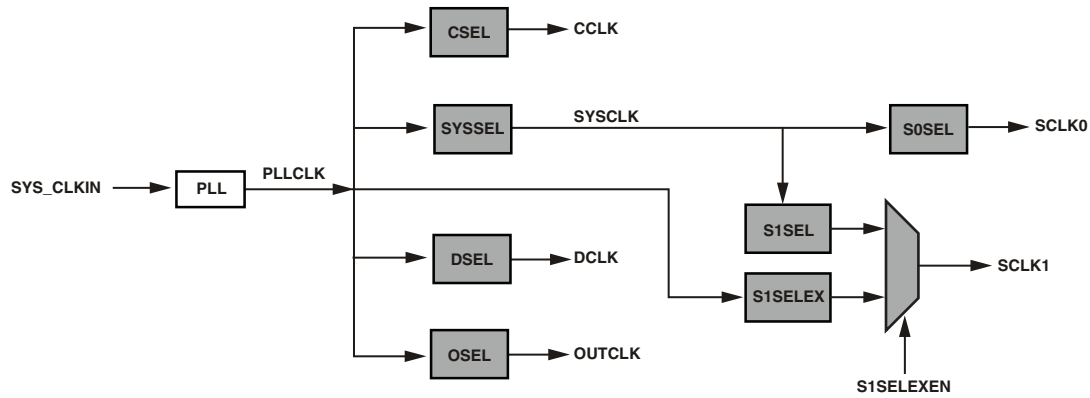 CSEL
CCLK
SYSSEL
SYSCLK
S0SEL
SCLK0
SYS_CLKIN
PLL
PLLCLK
S1SEL
DSEL
DCLK
SCLK1
S1SELEX
OSEL
OUTCLK
S1SELEXEN